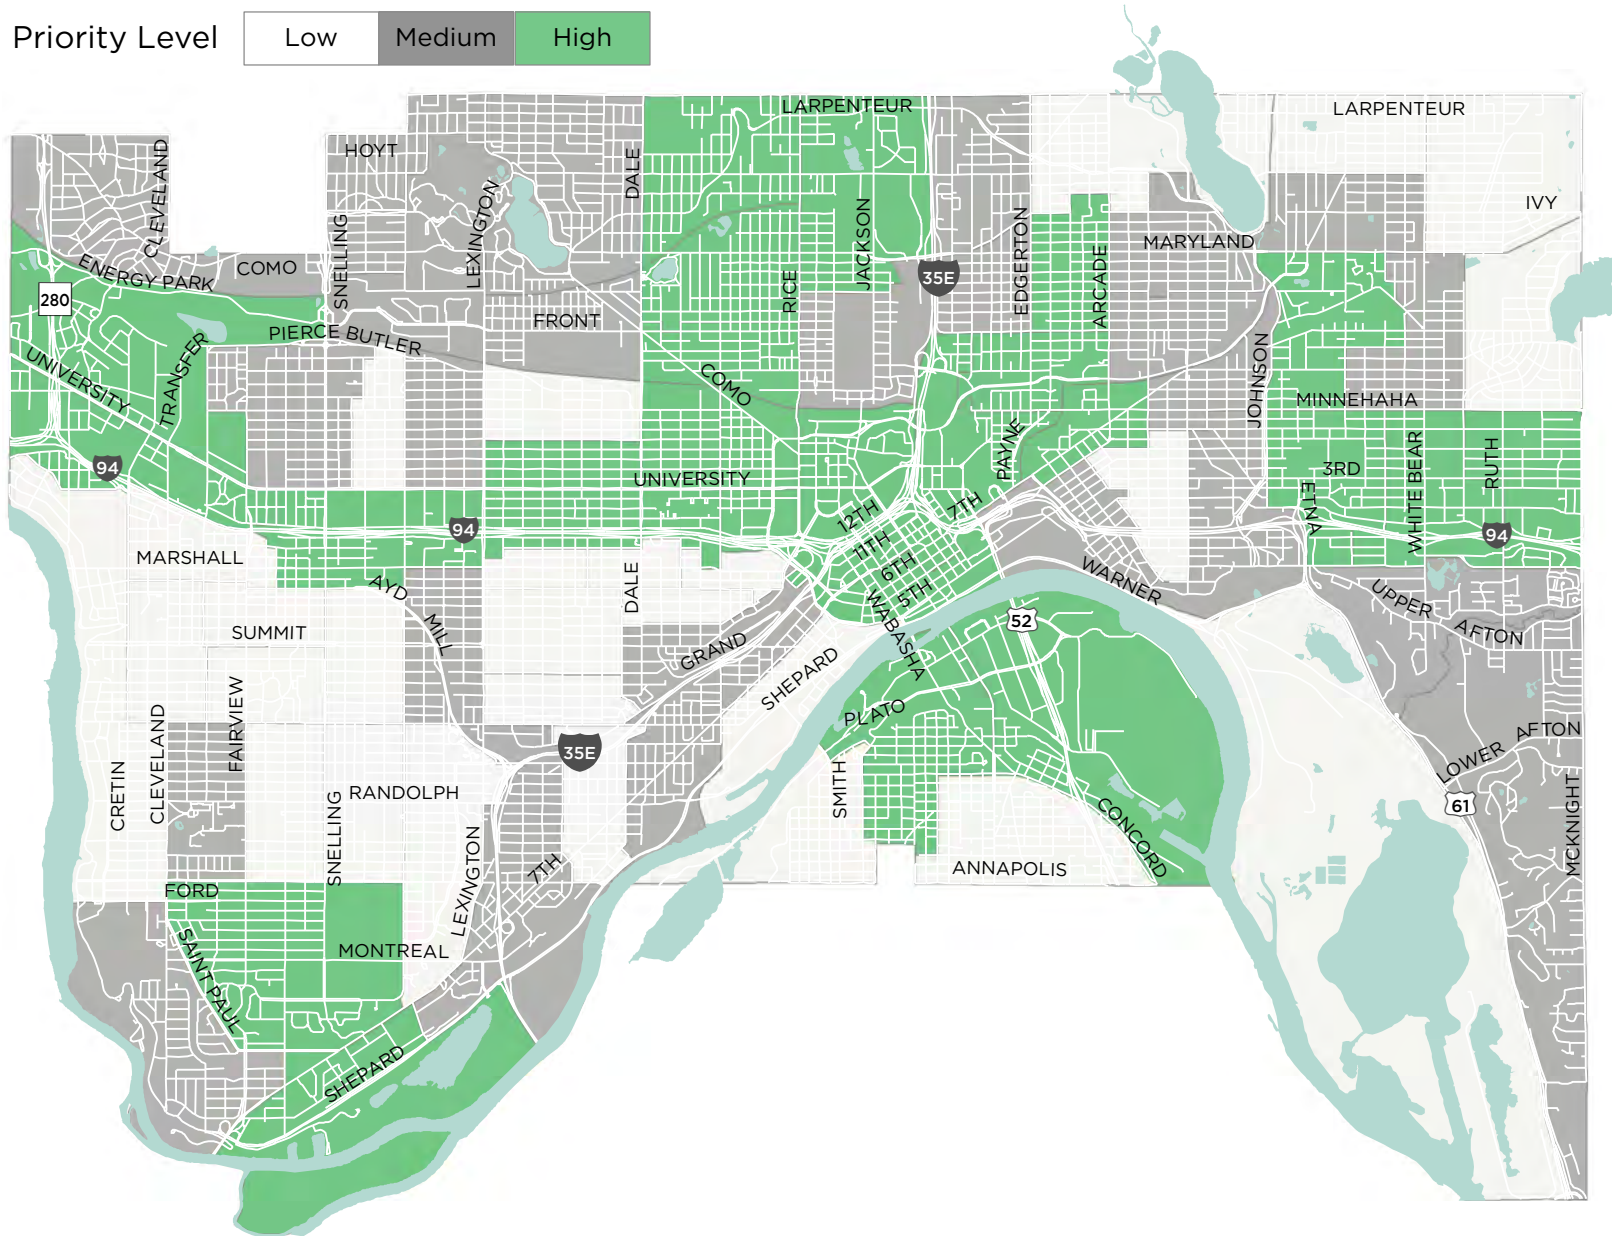 Priority Level Low Medium High
LARPENTEUR
LARPENTEUR
HOYT
CLEVELAND
DALE
IVY
LEXINGTON
SNELLING
JACKSON
EDGERTON
ARCADE
MARYLAND
COMO
ENERGY PARK
280
35E
RICE
FRONT
PIERCE BUTLER
TRANSFER
UNIVERSITY
COMO
JOHNSON
MINNEHAHA
PAYNE
WHITE BEAR
RUTH
3RD
94
UNIVERSITY
ETNA
12TH
7TH
94
94
11TH
MARSHALL
6TH
5TH
AYD
MILL
DALE
WABASHA
WARNER
UPPER
AFTON
52
SUMMIT
GRAND
SHEPARD
PLATO
FAIRVIEW
CLEVELAND
CRETIN
35E
AFTON
LOWER
61
RANDOLPH
SNELLING
SMITH
CONCORD
MCKNIGHT
LEXINGTON
7TH
ANNAPOLIS
FORD
MONTREAL
SAINT PAUL
SHEPARD